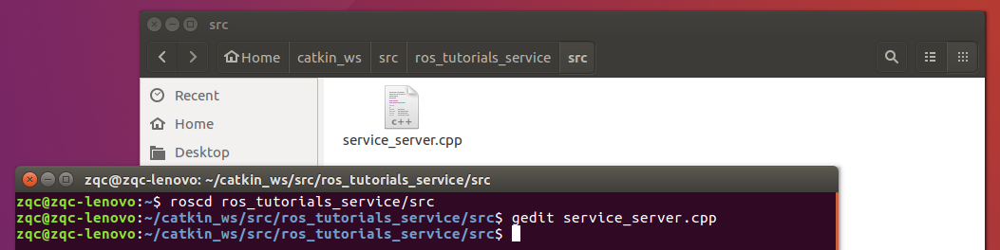 src
Home catkin_ws src ros_tutorials_service src
Recent
Home
Desktop
c++
service_server.cpp
zqc@zqc-lenovo: ~/catkin_ws/src/ros_tutorials_service/src
zqc@zqc-lenovo:~$ roscd ros_tutorials_service/src
zqc@zqc-lenovo:~/catkin_ws/src/ros_tutorials_service/src$ gedit service_server.cpp
zqc@zqc-lenovo:~/catkin_ws/src/ros_tutorials_service/src$